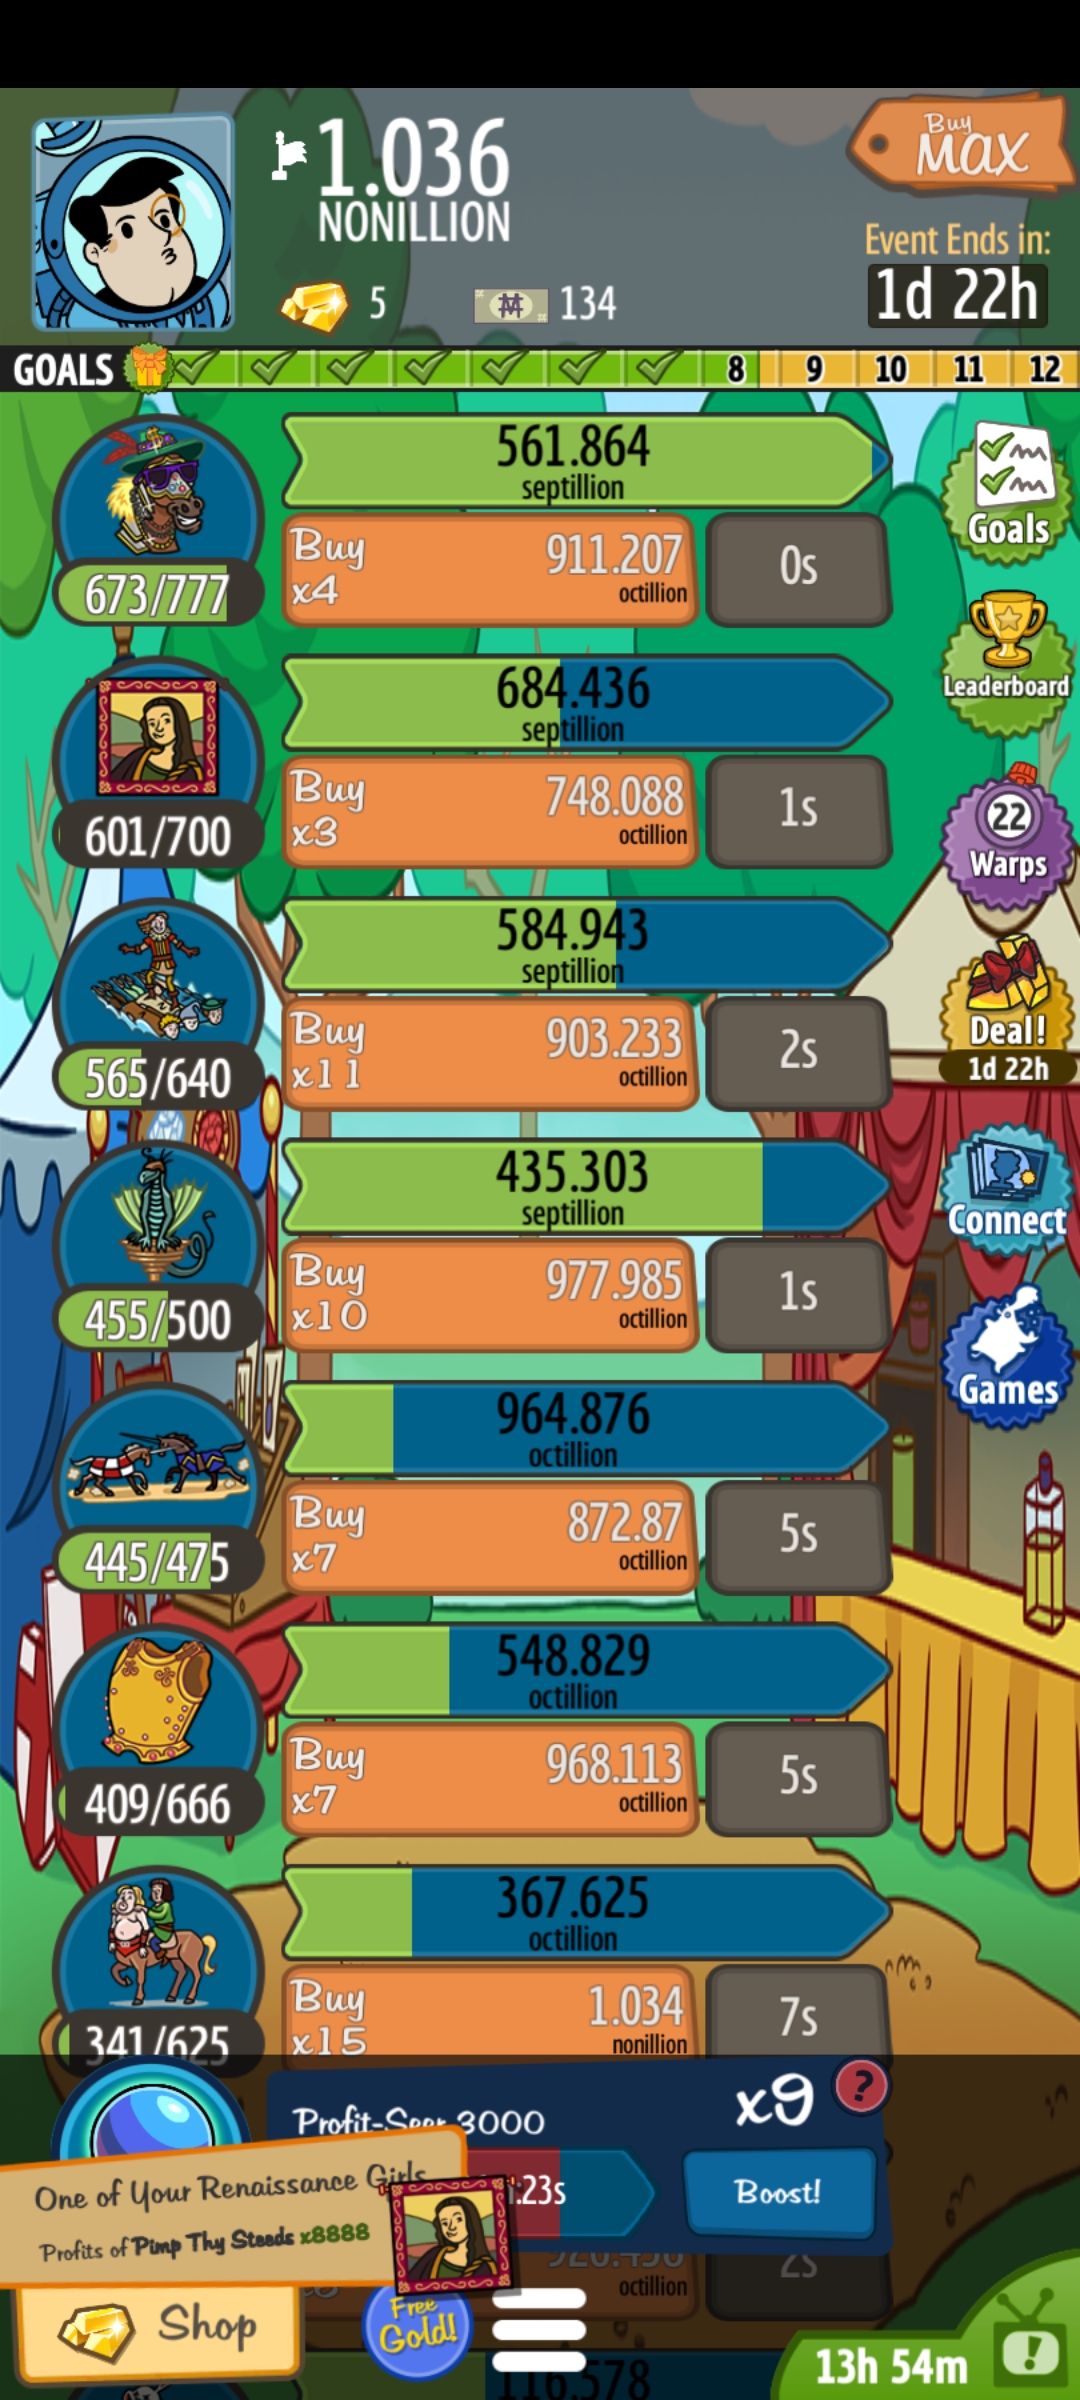 1.036
NONILLION
Buy
MAX
Event Ends in:
1d 22h
5
134
GOALS
8 9 10 11 12
561.864
septillion
Buy
x4
911.207
octillion
0s
673/777
Goals
Leaderboard
684.436
septillion
Buy
x3
748.088
octillion
1s
601/700
22
Warps
584.943
septillion
Buy
x11
903.233
octillion
2s
565/640
Deal!
1d 22h
435.303
septillion
Buy
x10
977.985
octillion
1s
455/500
Connect
Games
964.876
octillion
Buy
x7
872.87
octillion
5s
445/475
548.829
octillion
Buy
x7
968.113
octillion
5s
409/666
367.625
octillion
Buy
x15
1.034
nonillion
7s
341/625
Profit-Seer 3000
x9
?
:23s
Boost!
One of Your Renaissance Girls
Profits of Pimp Thy Steeds x8888
octillion
2s
Shop
Free
Gold!
116.578
13h 54m
!